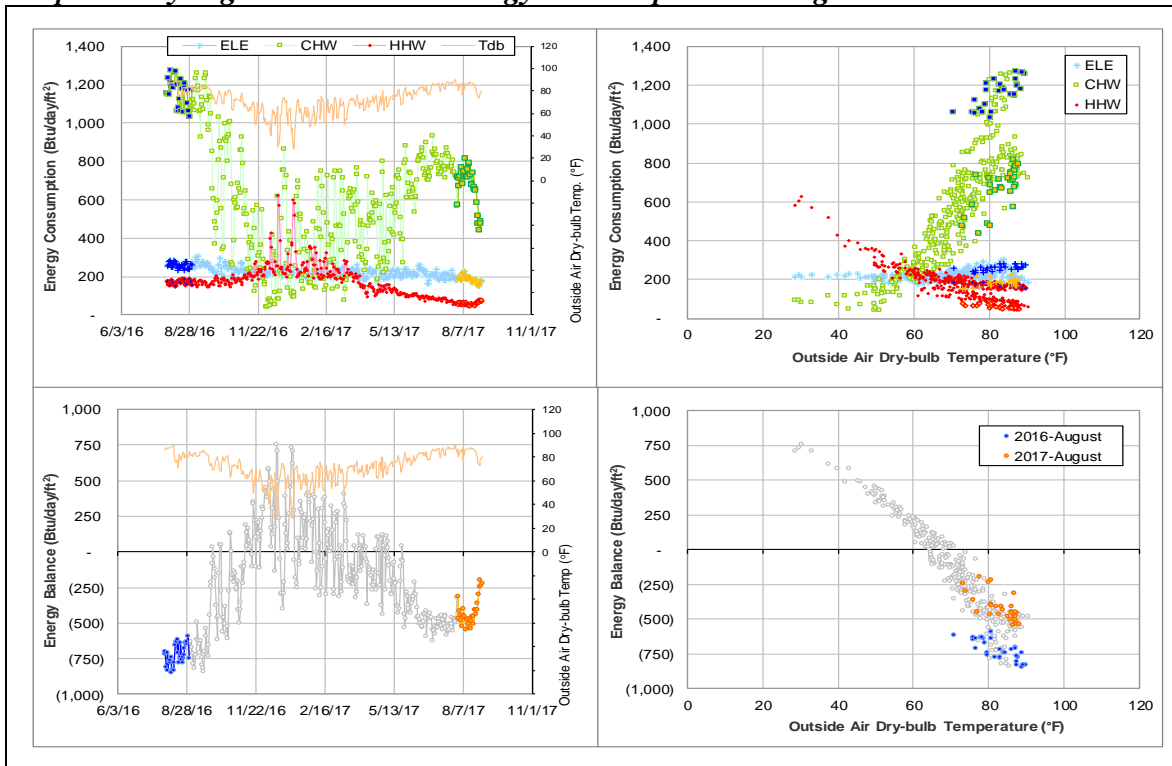 ELE CHW HHW Tdb
Energy Consumption (Btu/day/ft²)
1,400
1,200
1,000
800
600
400
200
-
120
100
80
60
40
20
0
Outside Air Dry-bulb Temp. (°F)
6/3/16 8/28/16 11/22/16 2/16/17 5/13/17 8/7/17 11/1/17
Energy Consumption (Btu/day/ft²)
1,400
1,200
1,000
800
600
400
200
-
ELE
CHW
HHW
0 20 40 60 80 100 120
Outside Air Dry-bulb Temperature (°F)
Energy Balance (Btu/day/ft²)
1,000
750
500
250
-
(250)
(500)
(750)
(1,000)
120
100
80
60
40
20
0
Outside Air Dry-bulb Temp (°F)
6/3/16 8/28/16 11/22/16 2/16/17 5/13/17 8/7/17 11/1/17
Energy Balance (Btu/day/ft²)
1,000
750
500
250
-
(250)
(500)
(750)
(1,000)
2016-August
2017-August
0 20 40 60 80 100 120
Outside Air Dry-bulb Temperature (°F)